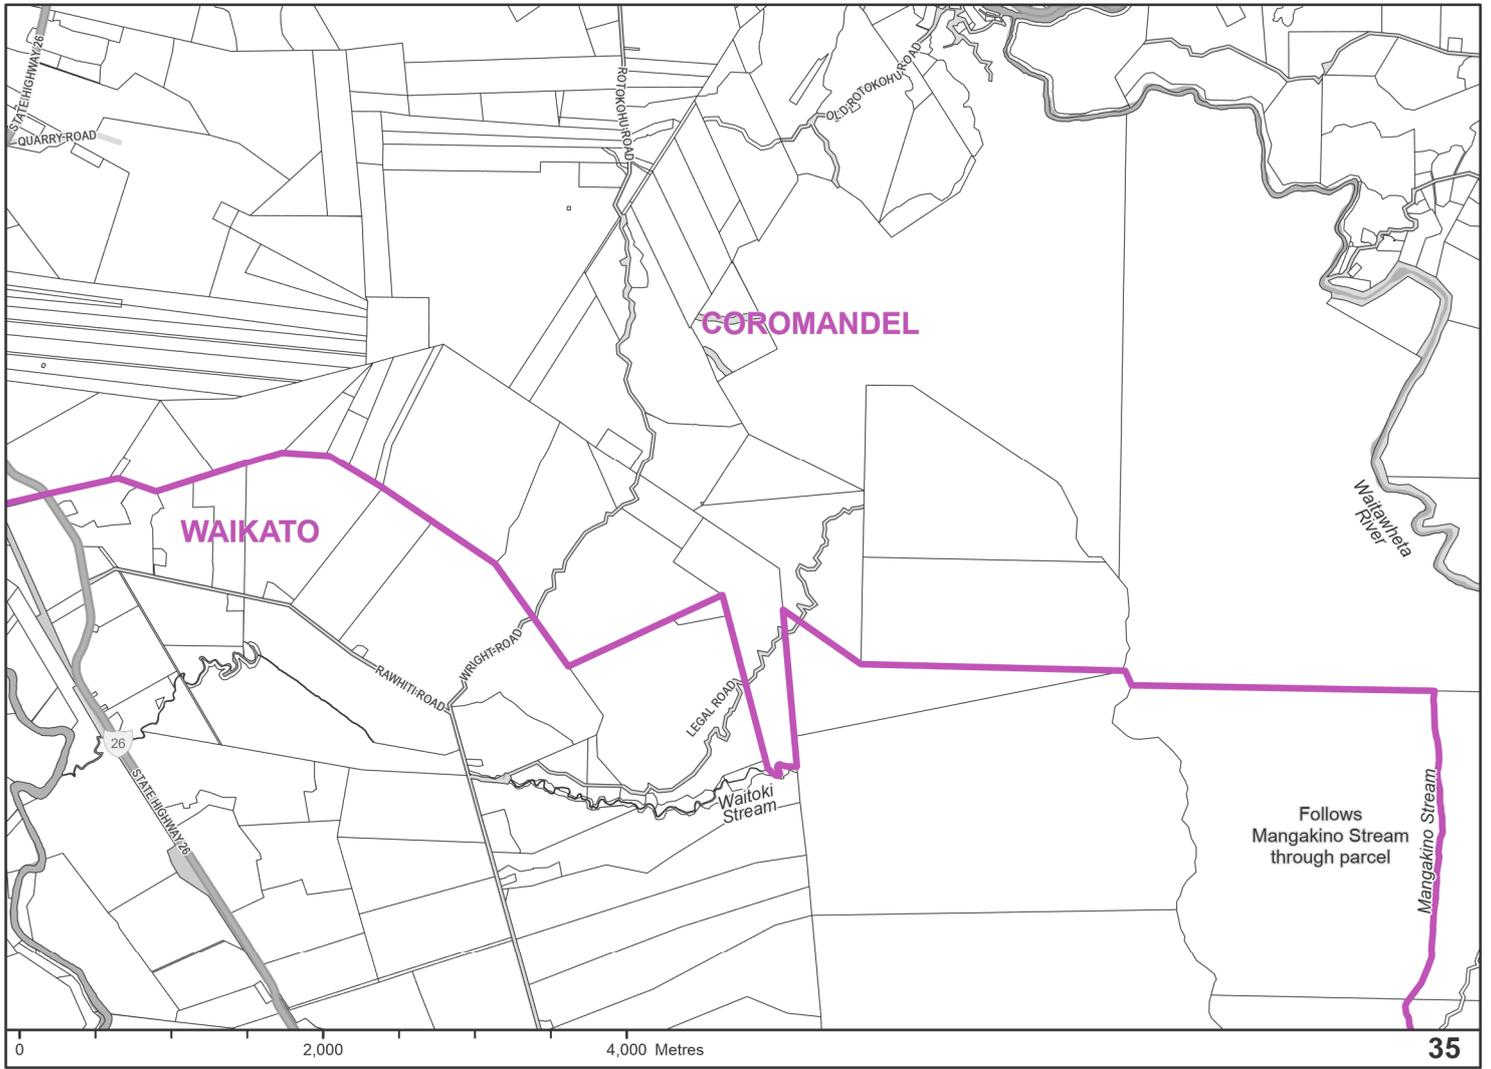 STATE HIGHWAY 26
QUARRY ROAD
ROTOKOHU ROAD
OLD ROTOKOHU ROAD
COROMANDEL
WAIKATO
Waitawheta
River
WRIGHT ROAD
RAWHITI ROAD
LEGAL ROAD
26
STATE HIGHWAY 26
Waitoki
Stream
Follows
Mangakino Stream
through parcel
Mangakino Stream
0
2,000
4,000 Metres
35